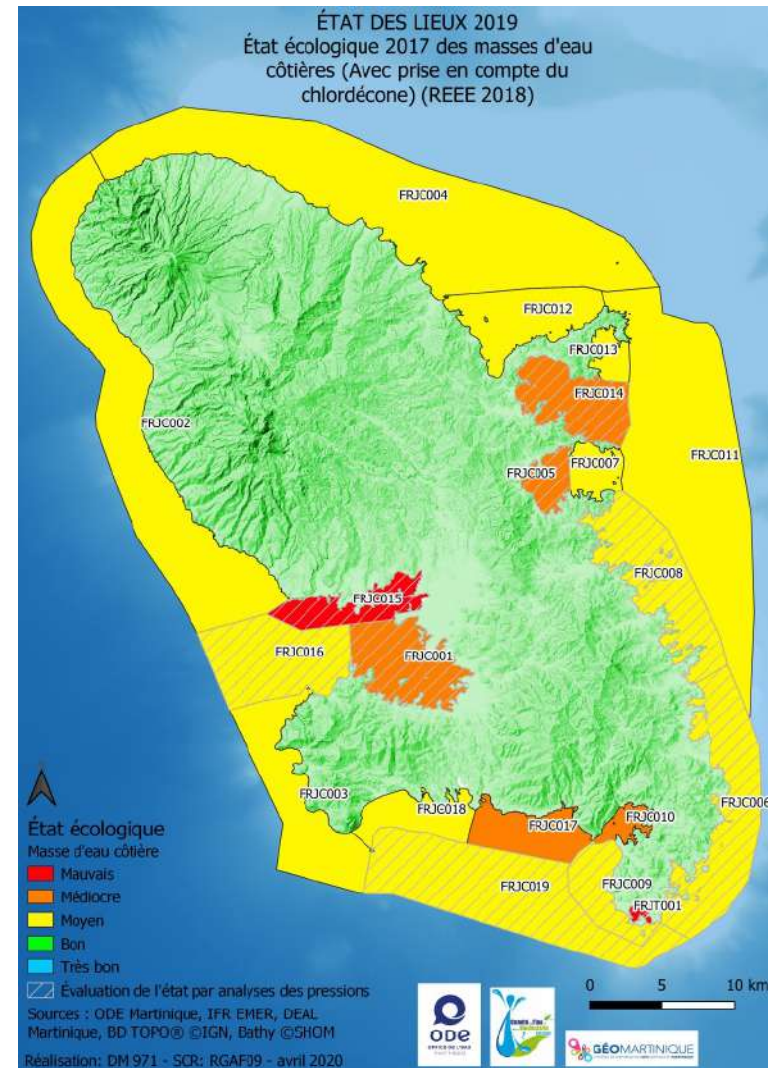 ÉTAT DES LIEUX 2019
État écologique 2017 des masses d'eau
côtières (Avec prise en compte du
chlordécone) (REEE 2018)
FRJC004
FRJC012
FRJC013
FRJC014
FRJC002
FRJC007
FRJC011
FRJC005
FRJC008
FRJC015
FRJC016
FRJC001
FRJC003
FRJC018
FRJC006
FRJC017
FRJC010
FRJC019
FRJC009
FRJT001
État écologique
Masse d'eau côtière
Mauvais
Médiocre
Moyen
Bon
Très bon
Évaluation de l'état par analyses des pressions
0 5 10 km
Sources : ODE Martinique, IFR EMER, DEAL
Martinique, BD TOPO® ©IGN, Bathy ©SHOM
Réalisation: DM 971 - SCR: RGAF09 - avril 2020
ODE
OFFICE DE L'EAU
MARTINIQUE
GÉOMARTINIQUE